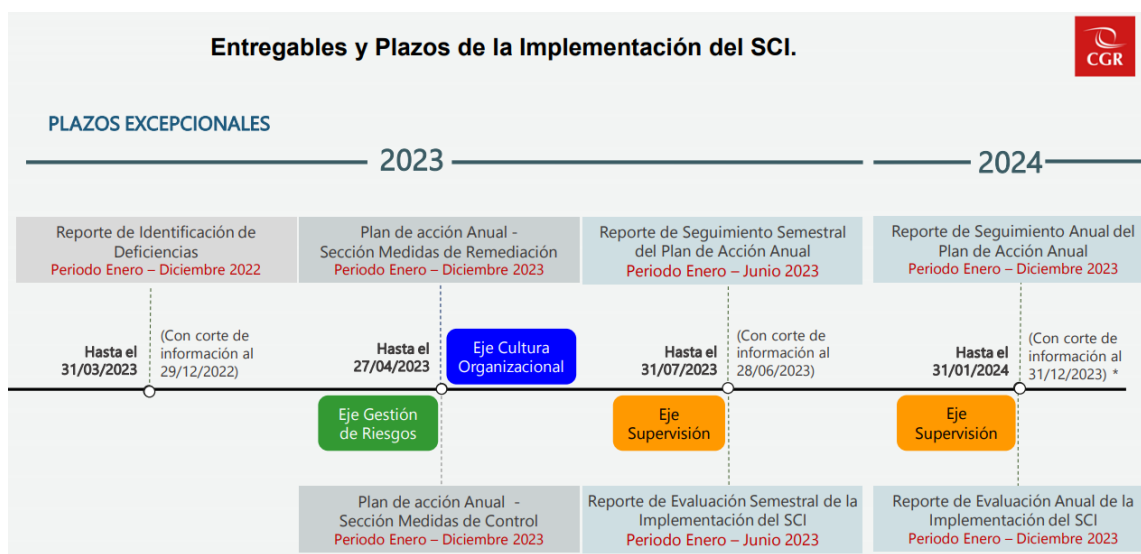 Entregables y Plazos de la Implementación del SCI.
CGR
PLAZOS EXCEPCIONALES
2023
2024
Reporte de Identificación de
Deficiencias
Periodo Enero – Diciembre 2022
Plan de acción Anual -
Sección Medidas de Remediación
Periodo Enero – Diciembre 2023
Reporte de Seguimiento Semestral
del Plan de Acción Anual
Periodo Enero – Junio 2023
Reporte de Seguimiento Anual del
Plan de Acción Anual
Periodo Enero – Diciembre 2023
Hasta el
31/03/2023
(Con corte de
información al
29/12/2022)
Hasta el
27/04/2023
Eje Cultura
Organizacional
Hasta el
31/07/2023
(Con corte de
información al
28/06/2023)
Hasta el
31/01/2024
(Con corte de
información al
31/12/2023) *
Eje Gestión
de Riesgos
Eje
Supervisión
Eje
Supervisión
Plan de acción Anual -
Sección Medidas de Control
Periodo Enero – Diciembre 2023
Reporte de Evaluación Semestral de la
Implementación del SCI
Periodo Enero – Junio 2023
Reporte de Evaluación Anual de la
Implementación del SCI
Periodo Enero – Diciembre 2023